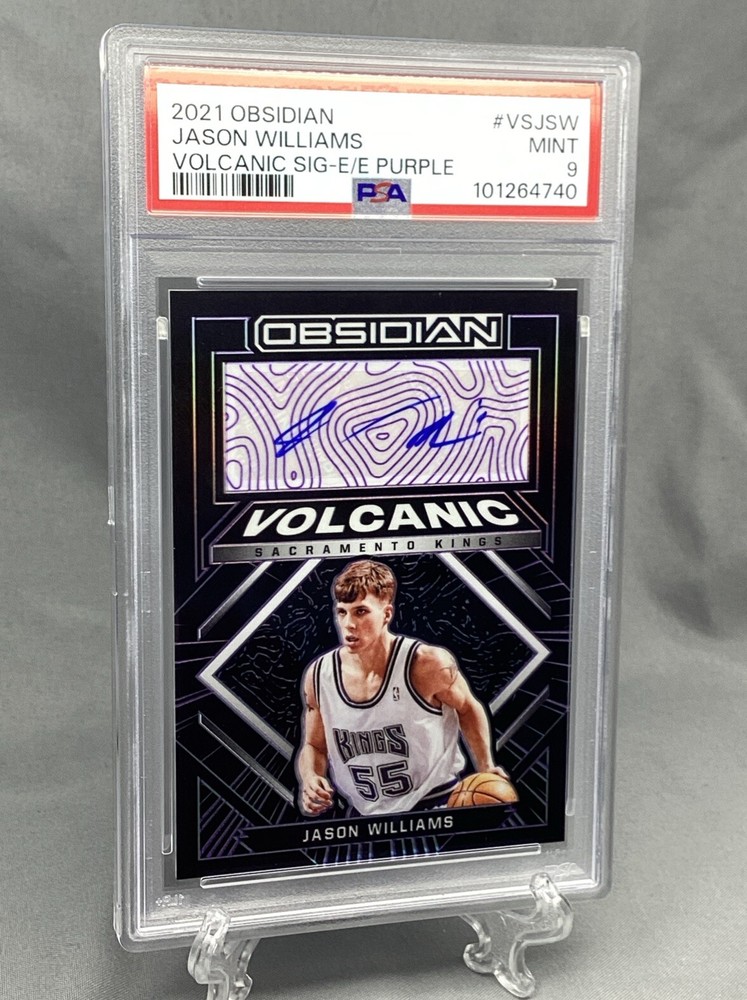 2021 OBSIDIAN #VSJSW
JASON WILLIAMS MINT
VOLCANIC SIG-E/E PURPLE 9
PSA 101264740
OBSIDIAN
VOLCANIC
SACRAMENTO KINGS
KINGS
55
JASON WILLIAMS